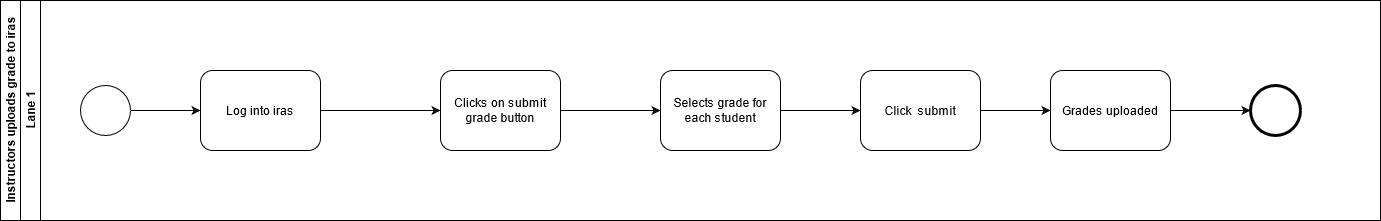 Instructors uploads grade to iras
Lane 1
Log into iras
Clicks on submit
grade button
Selects grade for
each student
Click submit
Grades uploaded